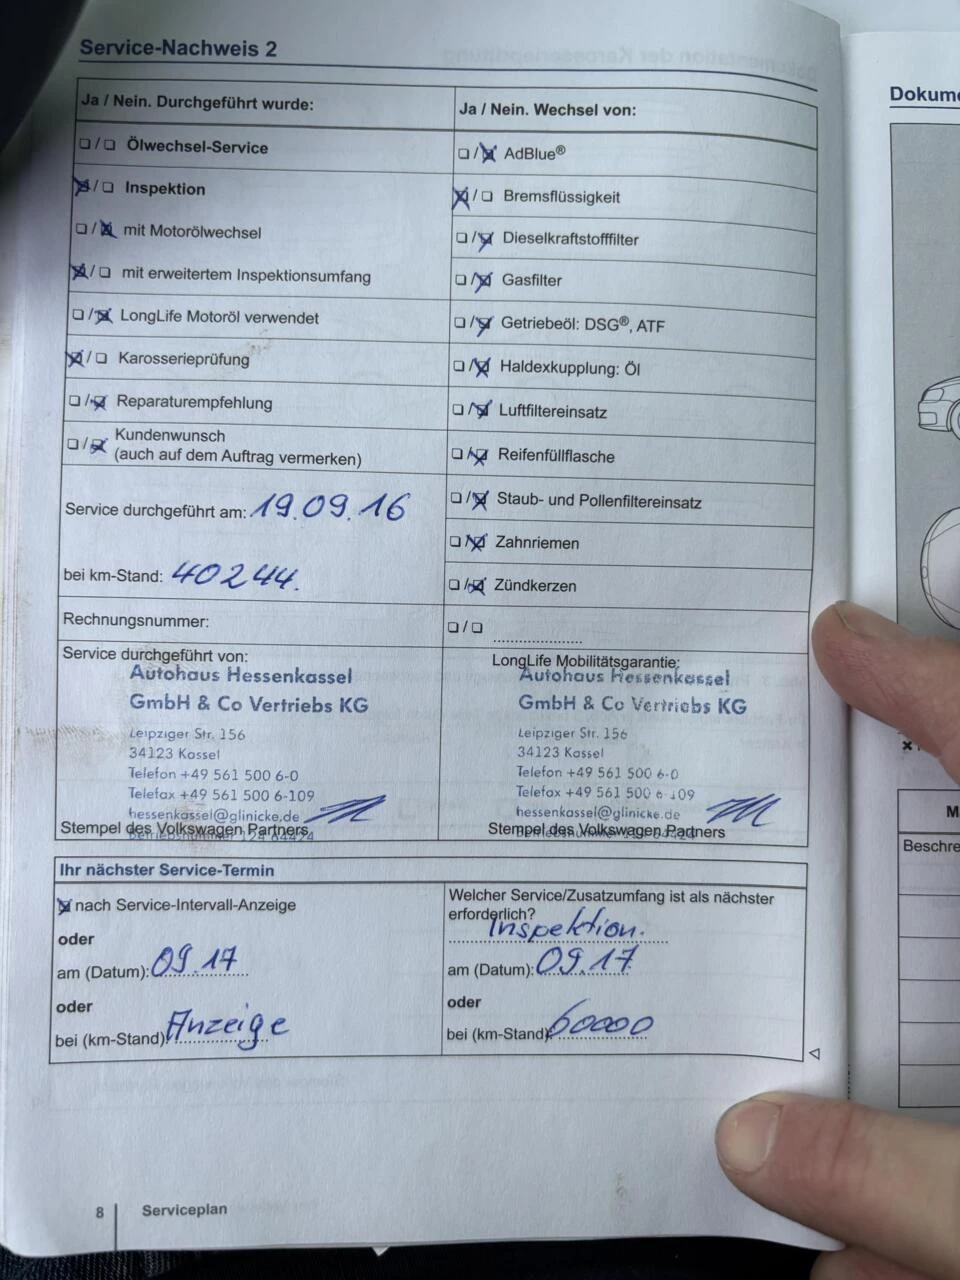 Service-Nachweis 2
Ja / Nein. Durchgeführt wurde:
❏ / ❏ Ölwechsel-Service
☒ / ❏ Inspektion
❏ / ☒ mit Motorölwechsel
☒ / ❏ mit erweitertem Inspektionsumfang
❏ / ☒ LongLife Motoröl verwendet
☒ / ❏ Karosserieprüfung
❏ / ☒ Reparaturempfehlung
❏ / ☒ Kundenwunsch
(auch auf dem Auftrag vermerken)
Service durchgeführt am: 19.09.16
bei km-Stand: 40244.
Rechnungsnummer:
Ja / Nein. Wechsel von:
❏ / ☒ AdBlue®
☒ / ❏ Bremsflüssigkeit
❏ / ☒ Dieselkraftstofffilter
❏ / ☒ Gasfilter
❏ / ☒ Getriebeöl: DSG®, ATF
❏ / ☒ Haldexkupplung: Öl
❏ / ☒ Luftfiltereinsatz
❏ / ☒ Reifenfüllflasche
❏ / ☒ Staub- und Pollenfiltereinsatz
❏ / ☒ Zahnriemen
❏ / ☒ Zündkerzen
❏ / ❏
Service durchgeführt von:
Autohaus Hessenkassel
GmbH & Co Vertriebs KG
Leipziger Str. 156
34123 Kassel
Telefon +49 561 500 6-0
Telefax +49 561 500 6-109
hessenkassel@glinicke.de
Stempel des Volkswagen Partners
LongLife Mobilitätsgarantie:
Autohaus Hessenkassel
GmbH & Co Vertriebs KG
Leipziger Str. 156
34123 Kassel
Telefon +49 561 500 6-0
Telefax +49 561 500 6-109
hessenkassel@glinicke.de
Stempel des Volkswagen Partners
Ihr nächster Service-Termin
☒ nach Service-Intervall-Anzeige
oder
am (Datum): 09.17
oder
bei (km-Stand): Anzeige
Welcher Service/Zusatzumfang ist als nächster
erforderlich?
Inspektion.
am (Datum): 09.17
oder
bei (km-Stand): 60000
8 Serviceplan
Dokume
M
Beschre